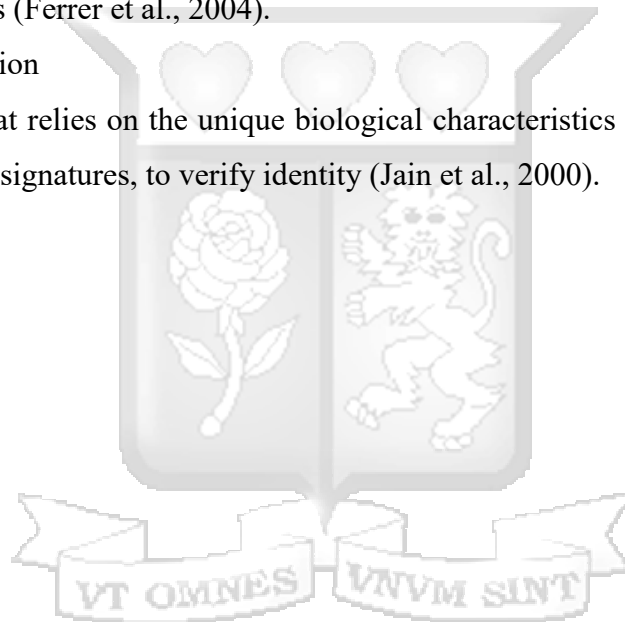 s (Ferrer et al., 2004).
ion
at relies on the unique biological characteristics
signatures, to verify identity (Jain et al., 2000).
VT OMNES VNVM SINT